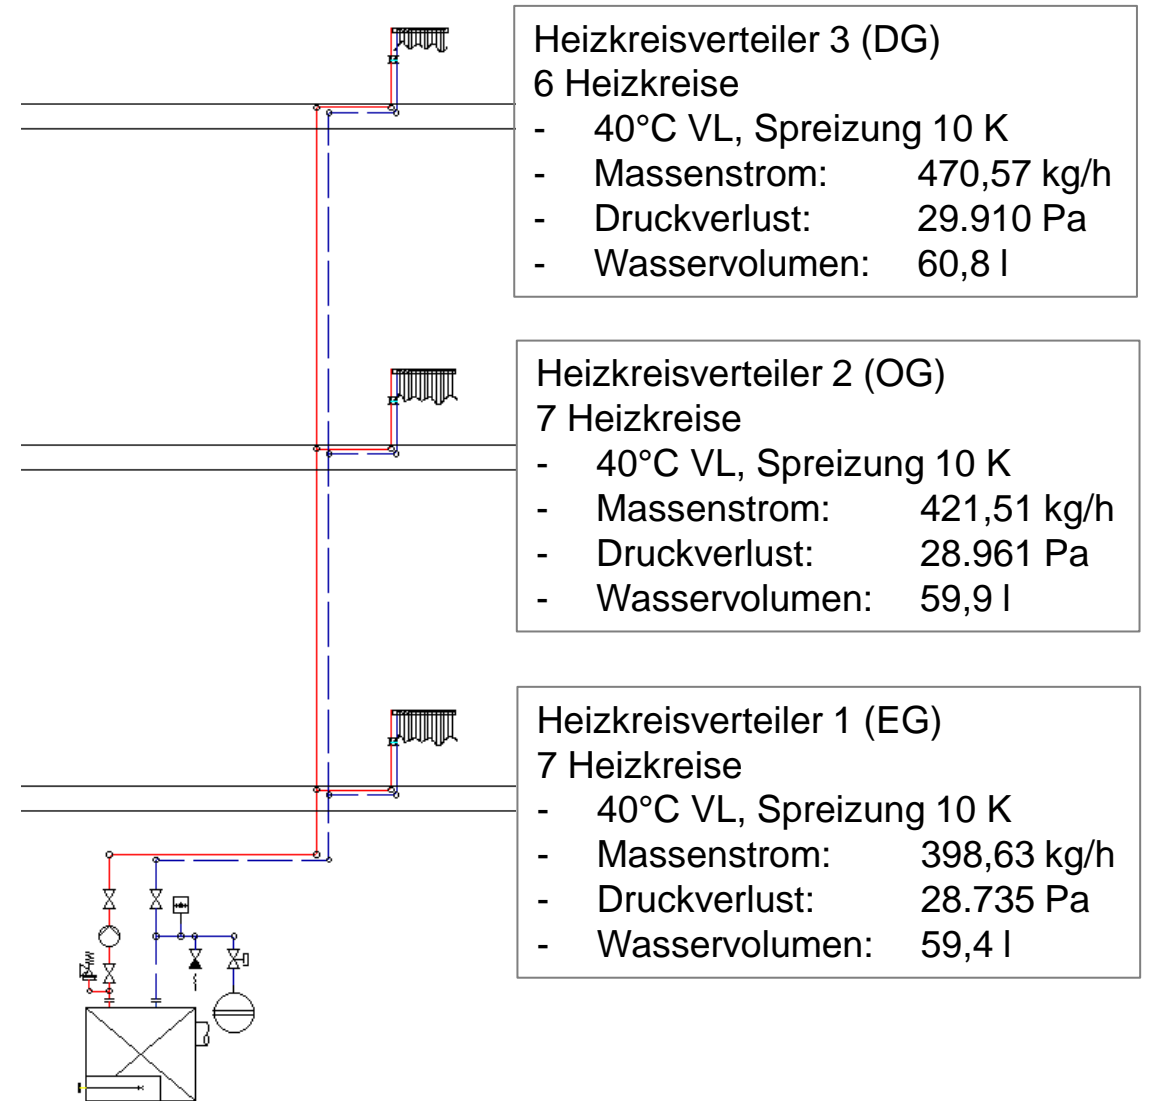 Heizkreisverteiler 3 (DG)
6 Heizkreise
- 40°C VL, Spreizung 10 K
- Massenstrom: 470,57 kg/h
- Druckverlust: 29.910 Pa
- Wasservolumen: 60,8 l
Heizkreisverteiler 2 (OG)
7 Heizkreise
- 40°C VL, Spreizung 10 K
- Massenstrom: 421,51 kg/h
- Druckverlust: 28.961 Pa
- Wasservolumen: 59,9 l
Heizkreisverteiler 1 (EG)
7 Heizkreise
- 40°C VL, Spreizung 10 K
- Massenstrom: 398,63 kg/h
- Druckverlust: 28.735 Pa
- Wasservolumen: 59,4 l